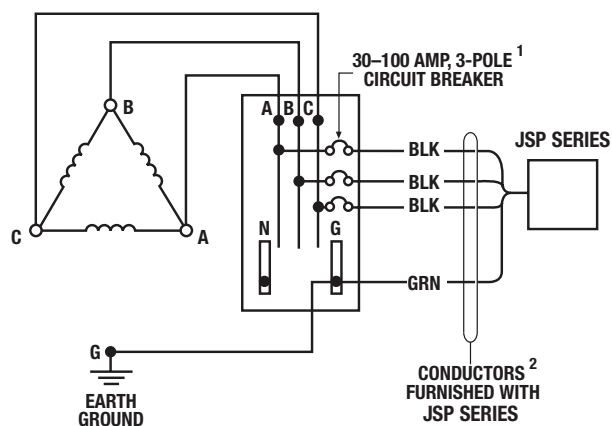 30–100 AMP, 3-POLE 1
CIRCUIT BREAKER
A B C
B
BLK
JSP SERIES
BLK
BLK
C
A
N
G
GRN
G
EARTH
GROUND
CONDUCTORS 2
FURNISHED WITH
JSP SERIES